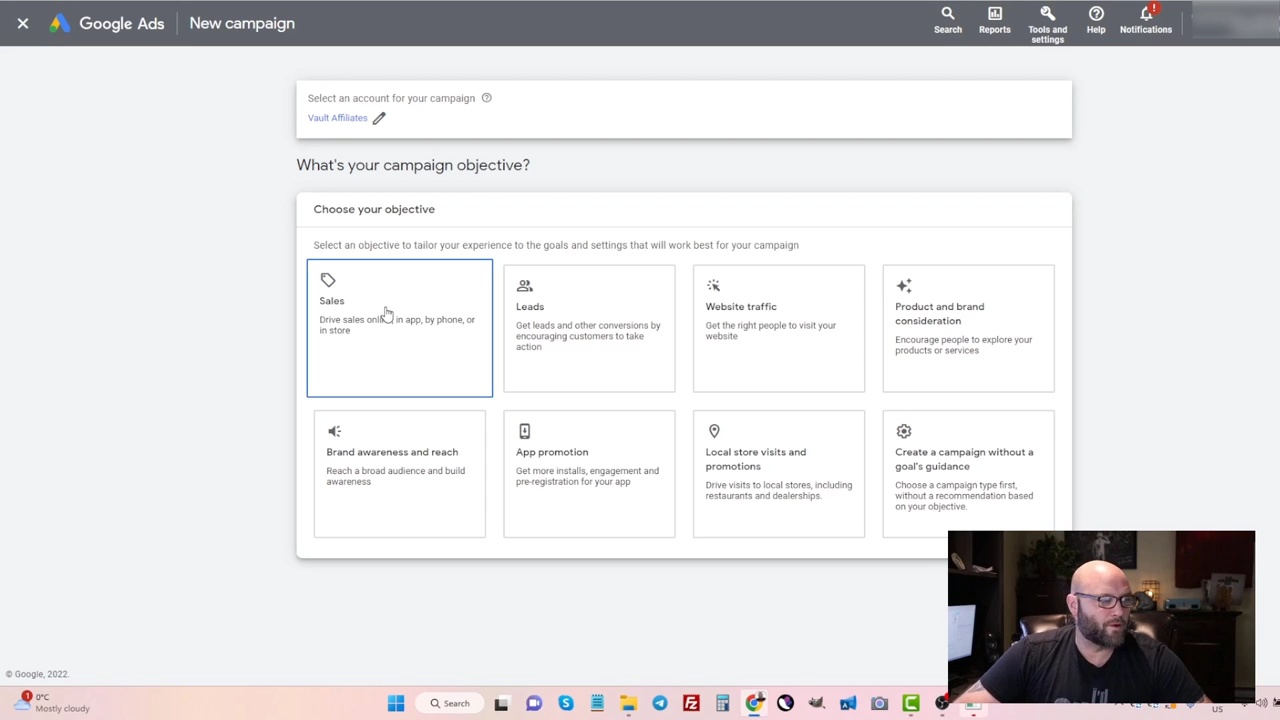 Google Ads
New campaign
Search
Reports
Tools and
settings
Help
!
Notifications
Select an account for your campaign
Vault Affiliates
What's your campaign objective?
Choose your objective
Select an objective to tailor your experience to the goals and settings that will work best for your campaign
Sales
Drive sales in app, by phone, or
in store
Leads
Get leads and other conversions by
encouraging customers to take
action
Website traffic
Get the right people to visit your
website
Product and brand
consideration
Encourage people to explore your
products or services
Brand awareness and reach
Reach a broad audience and build
awareness
App promotion
Get more installs, engagement and
pre-registration for your app
Local store visits and
promotions
Drive visits to local stores, including
restaurants and dealerships.
Create a campaign without a
goal's guidance
Choose a campaign type first,
without a recommendation based
on your objective.
© Google, 2022.
1
0°C
Mostly cloudy
Search
US